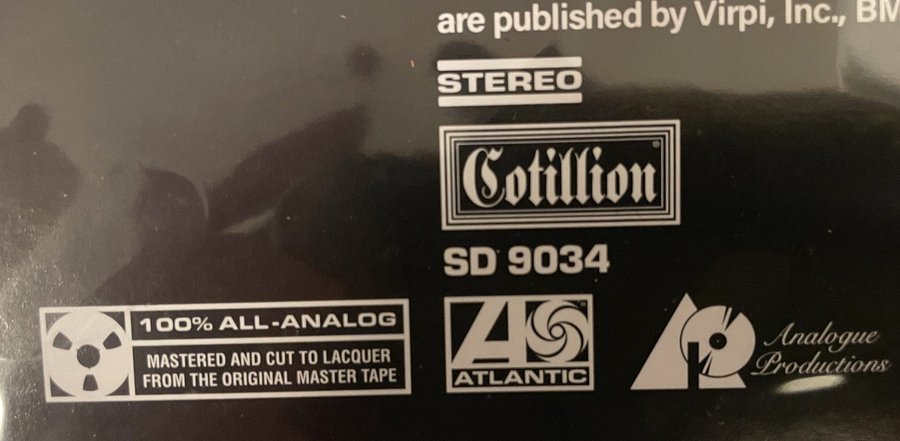 are published by Virpi, Inc., BM
STEREO
Cotillion®
SD 9034
100% ALL-ANALOG
MASTERED AND CUT TO LACQUER
FROM THE ORIGINAL MASTER TAPE
ATLANTIC
Analogue
Productions